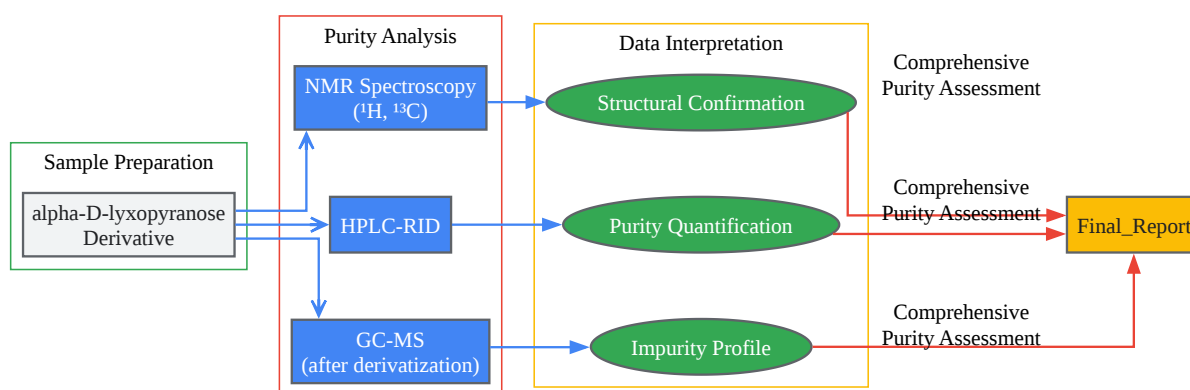 Purity Analysis
Data Interpretation
Comprehensive
Purity Assessment
NMR Spectroscopy
(¹H, ¹³C)
Structural Confirmation
Sample Preparation
alpha-D-lyxopyranose
Derivative
HPLC-RID
Purity Quantification
Comprehensive
Purity Assessment
Final_Report
GC-MS
(after derivatization)
Impurity Profile
Comprehensive
Purity Assessment